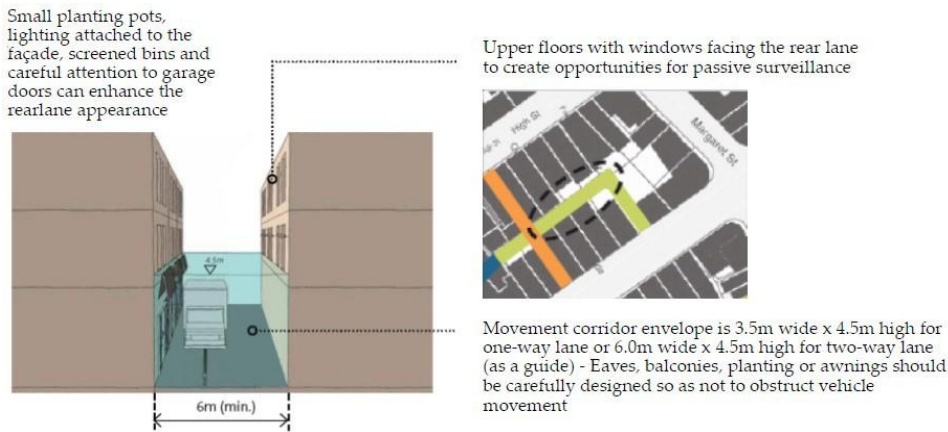 Small planting pots,
lighting attached to the
façade, screened bins and
careful attention to garage
doors can enhance the
rearlane appearance
Upper floors with windows facing the rear lane
to create opportunities for passive surveillance
High St
Margaret St
4.5m
Movement corridor envelope is 3.5m wide x 4.5m high for
one-way lane or 6.0m wide x 4.5m high for two-way lane
(as a guide) - Eaves, balconies, planting or awnings should
be carefully designed so as not to obstruct vehicle
movement
6m (min.)